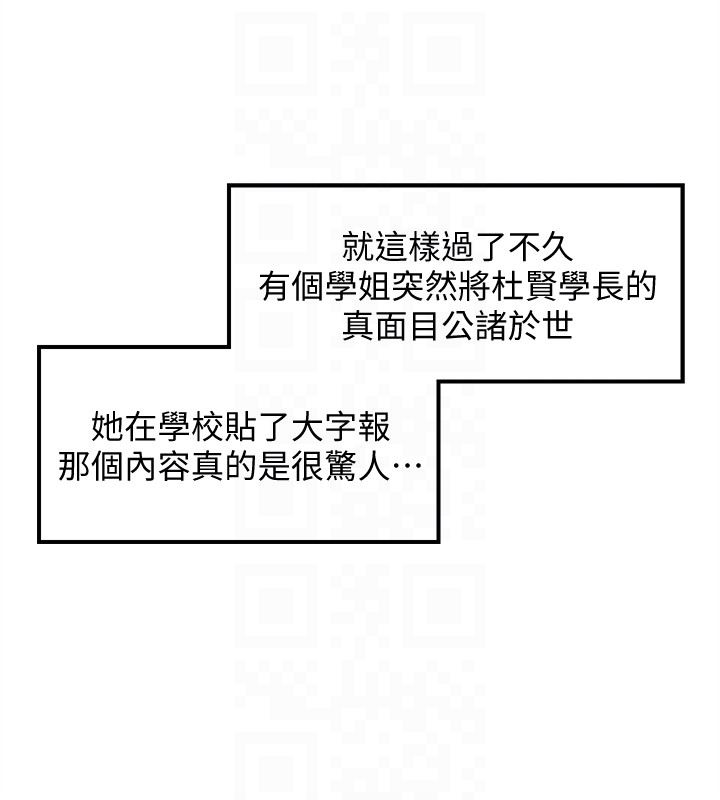 就這樣過了不久
有個學姐突然將杜賢學長的
真面目公諸於世
她在學校貼了大字報
那個內容真的是很驚人⋯